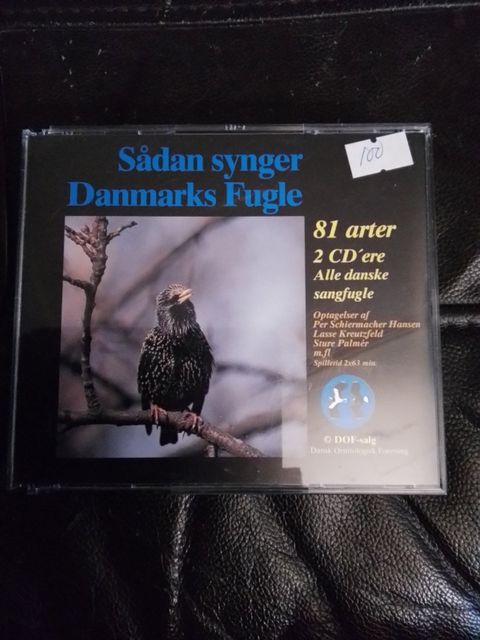 Sådan synger
Danmarks Fugle
100
81 arter
2 CD´ere
Alle danske
sangfugle
Optagelser af
Per Schiermacher Hansen
Lasse Kreutzfeld
Sture Palmér
m.fl
Spilletid 2x63 min.
© DOF-salg
Dansk Ornitologisk Forening